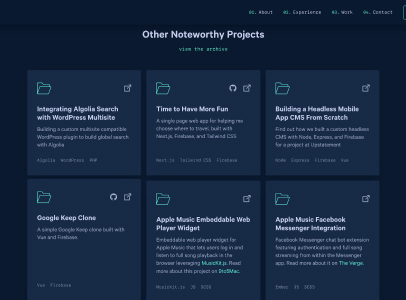 01. About 02. Experience 03. Work 04. Contact
Other Noteworthy Projects
view the archive
Integrating Algolia Search
with WordPress Multisite
Building a custom multisite compatible
WordPress plugin to build global search
with Algolia
Algolia WordPress PHP
Time to Have More Fun
A single page web app for helping me
choose where to travel, built with
Next.js, Firebase, and Tailwind CSS
Next.js Tailwind CSS Firebase
Building a Headless Mobile
App CMS From Scratch
Find out how we built a custom headless
CMS with Node, Express, and Firebase
for a project at Upstatement
Node Express Firebase Vue
Google Keep Clone
A simple Google Keep clone built with
Vue and Firebase.
Vue Firebase
Apple Music Embeddable Web
Player Widget
Embeddable web player widget for
Apple Music that lets users log in and
listen to full song playback in the
browser leveraging MusicKit.js. Read
more about this project on 9to5Mac.
MusicKit.js JS SCSS
Apple Music Facebook
Messenger Integration
Facebook Messenger chat bot extension
featuring authentication and full song
streaming from within the Messenger
app. Read more about it on The Verge.
Ember JS SCSS